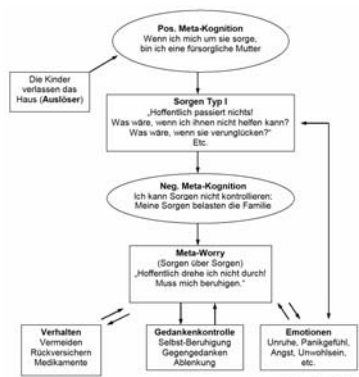 Pos. Meta-Kognition
Wenn ich mich um sie sorge,
bin ich eine fürsorgliche Mutter
Die Kinder
verlassen das
Haus (Auslöser)
Sorgen Typ I
„Hoffentlich passiert nichts!
Was wäre, wenn ich ihnen nicht helfen kann?
Was wäre, wenn sie verunglücken?“
Etc.
Neg. Meta-Kognition
Ich kann Sorgen nicht kontrollieren;
Meine Sorgen belasten die Familie
Meta-Worry
(Sorgen über Sorgen)
„Hoffentlich drehe ich nicht durch!
Muss mich beruhigen.“
Verhalten
Vermeiden
Rückversichern
Medikamente
Gedankenkontrolle
Selbst-Beruhigung
Gegengedanken
Ablenkung
Emotionen
Unruhe, Panikgefühl,
Angst, Unwohlsein,
etc.